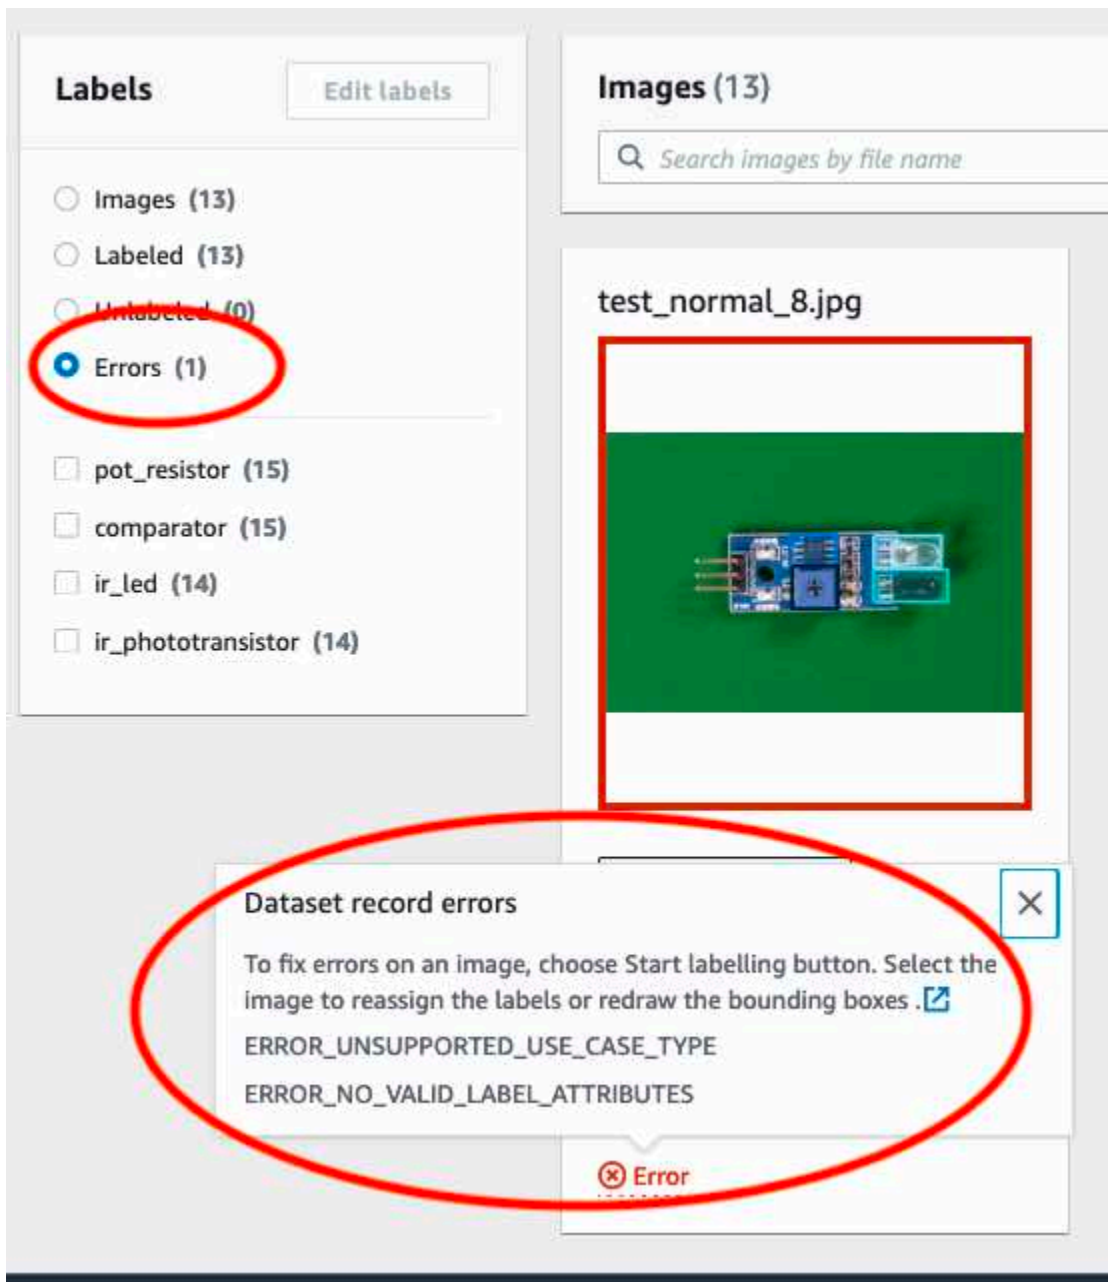 Labels
Edit labels
Images (13)
Labeled (13)
Unlabeled (0)
Errors (1)
pot_resistor (15)
comparator (15)
ir_led (14)
ir_phototransistor (14)
Images (13)
Search images by file name
test_normal_8.jpg
Dataset record errors
To fix errors on an image, choose Start labelling button. Select the
image to reassign the labels or redraw the bounding boxes .
ERROR_UNSUPPORTED_USE_CASE_TYPE
ERROR_NO_VALID_LABEL_ATTRIBUTES
Error